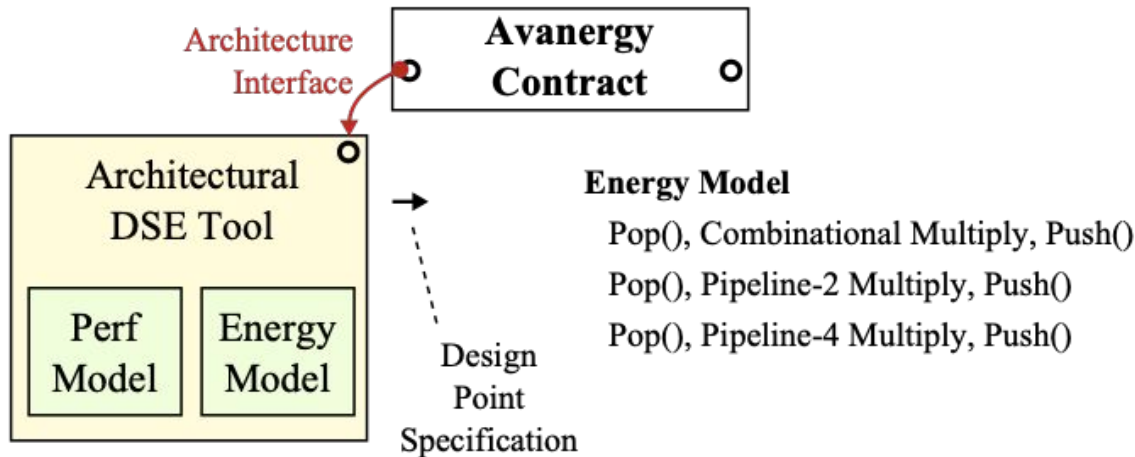 Architecture
Interface
Avanergy
Contract
Architectural
DSE Tool
Perf
Model
Energy
Model
Design
Point
Specification
Energy Model
Pop(), Combinational Multiply, Push()
Pop(), Pipeline-2 Multiply, Push()
Pop(), Pipeline-4 Multiply, Push()